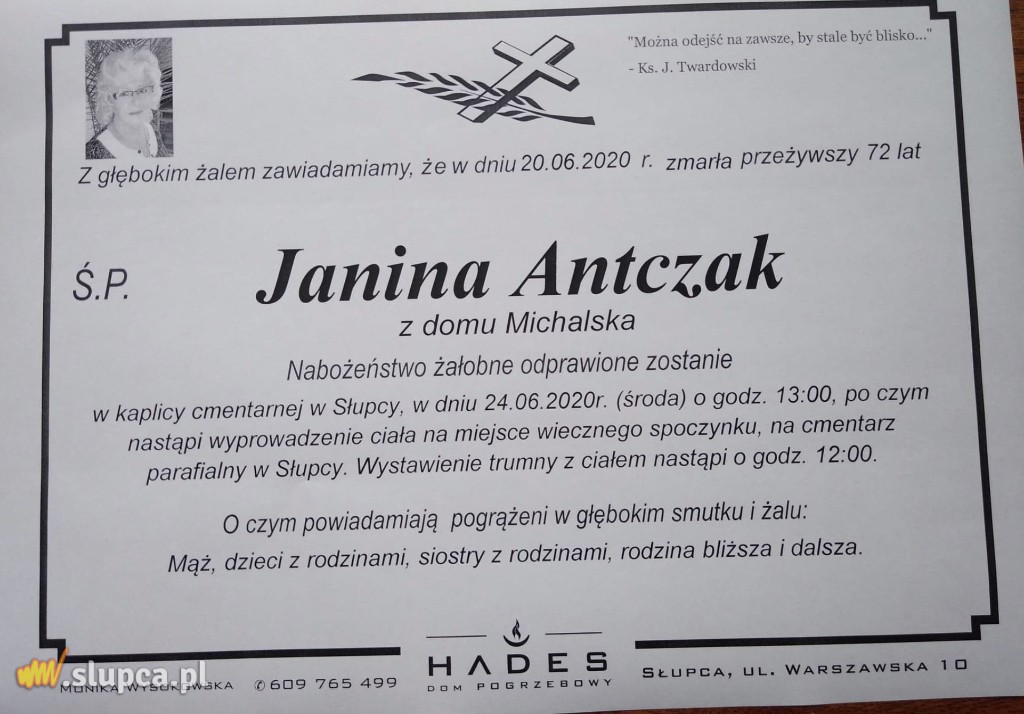 "Można odejść na zawsze, by stale być blisko..."
- Ks. J. Twardowski
Z głębokim żalem zawiadamiamy, że w dniu 20.06.2020 r. zmarła przeżywszy 72 lat
Ś.P. Janina Antczak
z domu Michalska
Nabożeństwo żałobne odprawione zostanie
w kaplicy cmentarnej w Słupcy, w dniu 24.06.2020r. (środa) o godz. 13:00, po czym
nastąpi wyprowadzenie ciała na miejsce wiecznego spoczynku, na cmentarz
parafialny w Słupcy. Wystawienie trumny z ciałem nastąpi o godz. 12:00.
O czym powiadamiają pogrążeni w głębokim smutku i żalu:
Mąż, dzieci z rodzinami, siostry z rodzinami, rodzina bliższa i dalsza.
MONIKA WYSOKOWSKA ✆609 765 499
HADES
DOM POGRZEBOWY
SŁUPCA, UL. WARSZAWSKA 10
www.slupca.pl